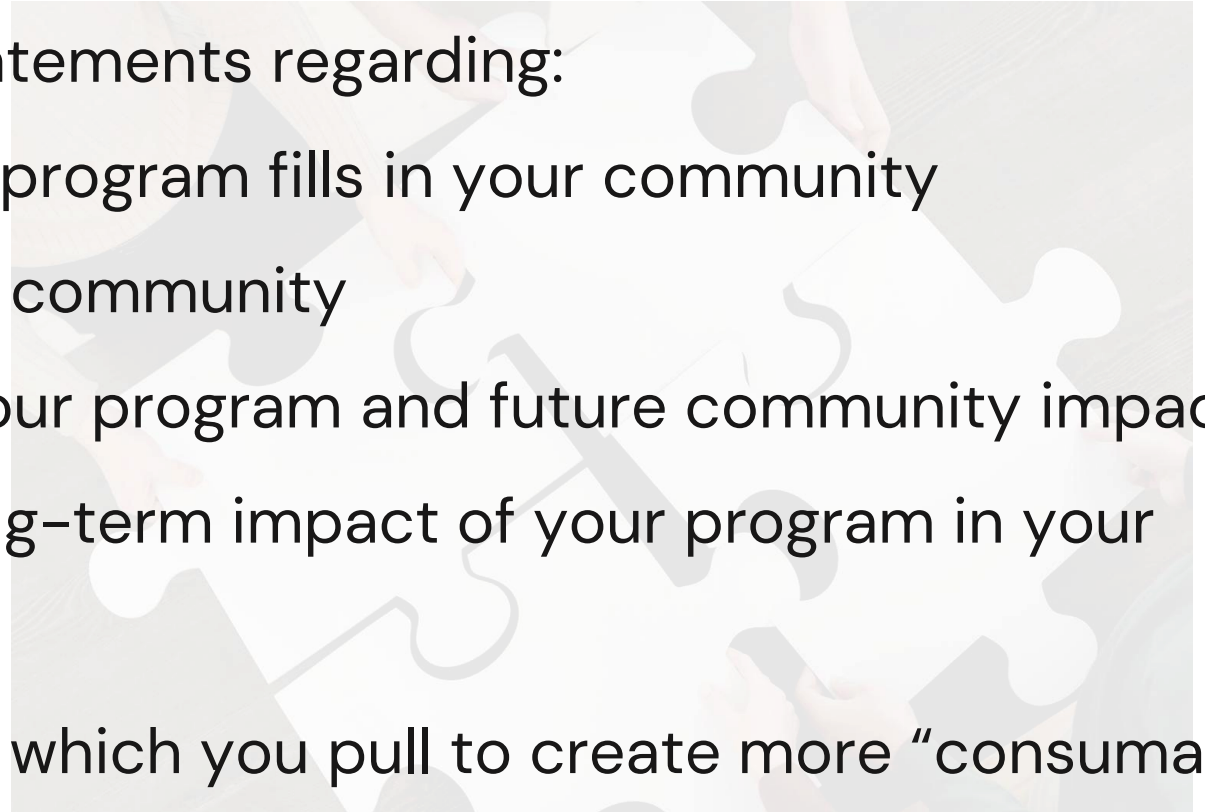 tements regarding:
program fills in your community
community
our program and future community impac
g-term impact of your program in your
which you pull to create more “consuma